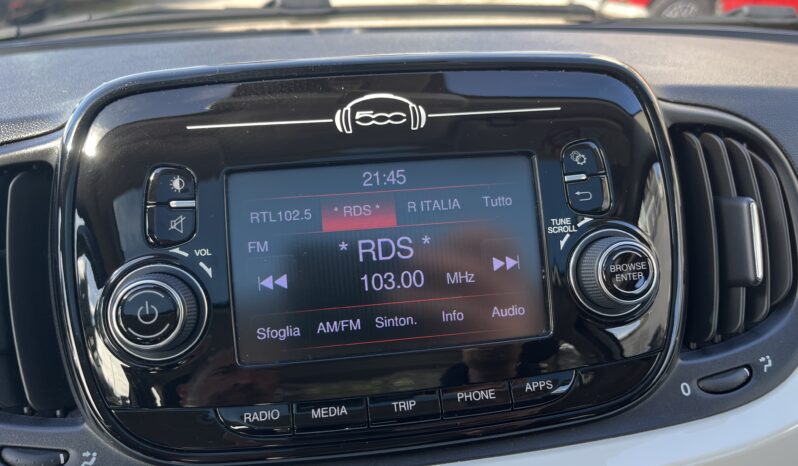 500
21:45
RTL102.5 * RDS * R ITALIA Tutto
FM
* RDS *
103.00 MHz
Sfoglia AM/FM Sinton. Info Audio
VOL
TUNE
SCROLL
BROWSE
ENTER
RADIO MEDIA TRIP PHONE APPS
0